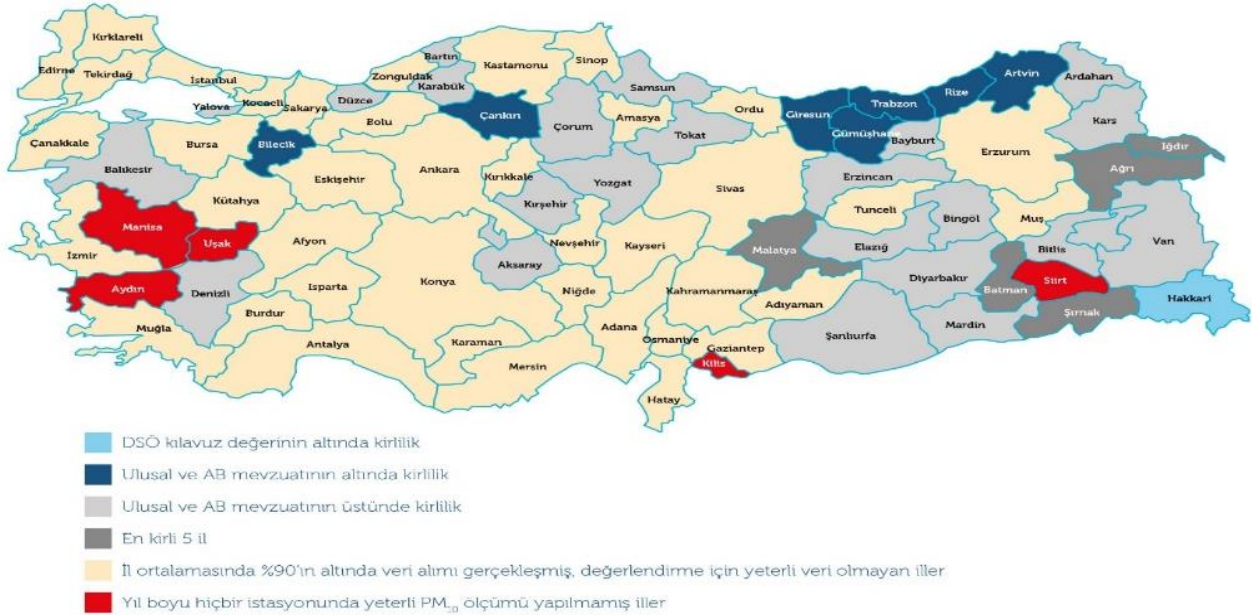 Kırklareli
Edirne
Tekirdağ
İstanbul
Kocaeli
Yalova
Sakarya
Düzce
Zonguldak
Bartın
Karabük
Kastamonu
Sinop
Samsun
Çankırı
Bolu
Çorum
Amasya
Ordu
Tokat
Giresun
Trabzon
Rize
Artvin
Ardahan
Gümüşhane
Bayburt
Kars
Iğdır
Ağrı
Erzurum
Erzincan
Çanakkale
Balıkesir
Bursa
Bilecik
Eskişehir
Kütahya
Ankara
Kırıkkale
Kırşehir
Yozgat
Sivas
Tunceli
Bingöl
Muş
Bitlis
Van
Manisa
Uşak
Afyon
İzmir
Aydın
Denizli
Isparta
Burdur
Muğla
Antalya
Konya
Aksaray
Nevşehir
Niğde
Kayseri
Kahramanmaraş
Malatya
Elazığ
Diyarbakır
Batman
Siirt
Şırnak
Hakkari
Mardin
Şanlıurfa
Adıyaman
Gaziantep
Kilis
Osmaniye
Adana
Hatay
Mersin
Karaman
DSÖ kılavuz değerinin altında kirlilik
Ulusal ve AB mevzuatının altında kirlilik
Ulusal ve AB mevzuatının üstünde kirlilik
En kirli 5 il
İl ortalamasında %90'ın altında veri alımı gerçekleşmiş, değerlendirme için yeterli veri olmayan iller
Yıl boyu hiçbir istasyonunda yeterli PM₁₀ ölçümü yapılmamış iller